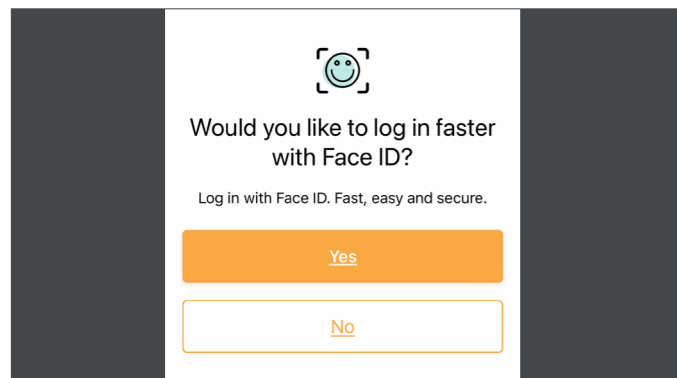 Would you like to log in faster
with Face ID?
Log in with Face ID. Fast, easy and secure.
Yes
No